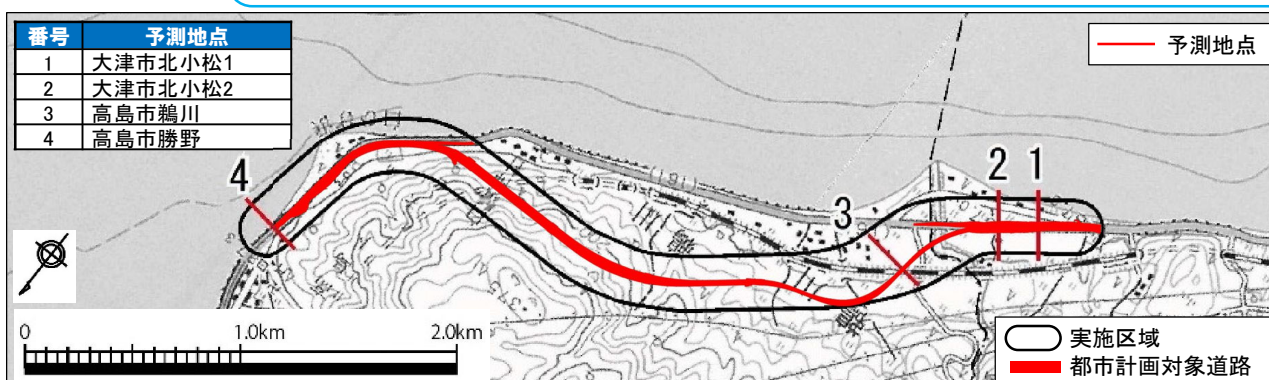 番号 予測地点
1 大津市北小松1
2 大津市北小松2
3 高島市鵜川
4 高島市勝野
予測地点
4
3
2
1
0 1.0km 2.0km
実施区域
都市計画対象道路